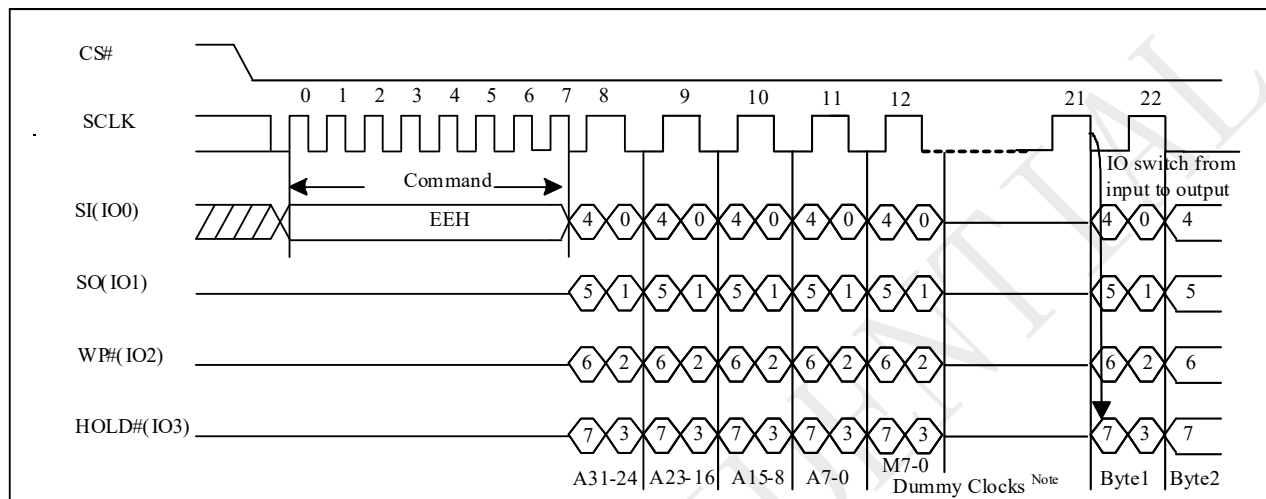 CS#
0 1 2 3 4 5 6 7 8 9 10 11 12 21 22
SCLK
IO switch from
input to output
Command
SI(IO0) EEH 4 0 4 0 4 0 4 0 4 0 4 0 4
SO(IO1) 5 1 5 1 5 1 5 1 5 1 5 1 5
WP#(IO2) 6 2 6 2 6 2 6 2 6 2 6 2 6
HOLD#(IO3) 7 3 7 3 7 3 7 3 7 3 7 3 7
A31-24 A23-16 A15-8 A7-0 M7-0 Dummy Clocks Note Byte1 Byte2